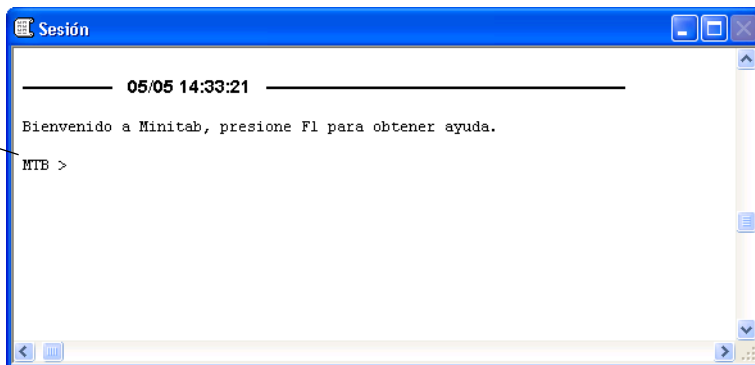 Sesión
05/05 14:33:21
Bienvenido a Minitab, presione F1 para obtener ayuda.
MTB >